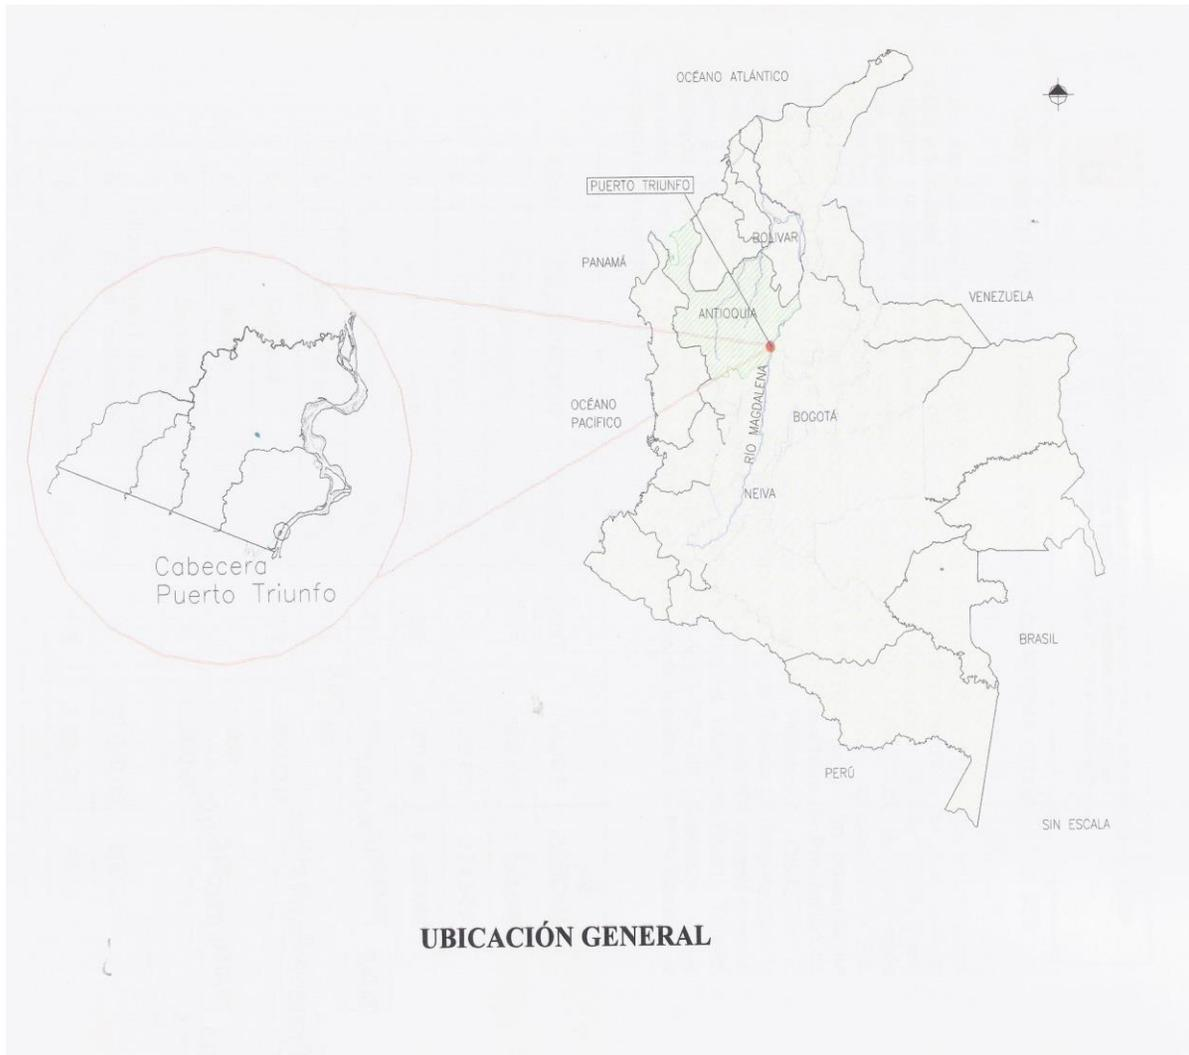 OCÉANO ATLÁNTICO
PUERTO TRIUNFO
BOLIVAR
PANAMÁ
VENEZUELA
ANTIOQUIA
OCÉANO
PACIFICO
RIO MAGDALENA
BOGOTÁ
NEIVA
Cabecera
Puerto Triunfo
BRASIL
PERÚ
SIN ESCALA
UBICACIÓN GENERAL